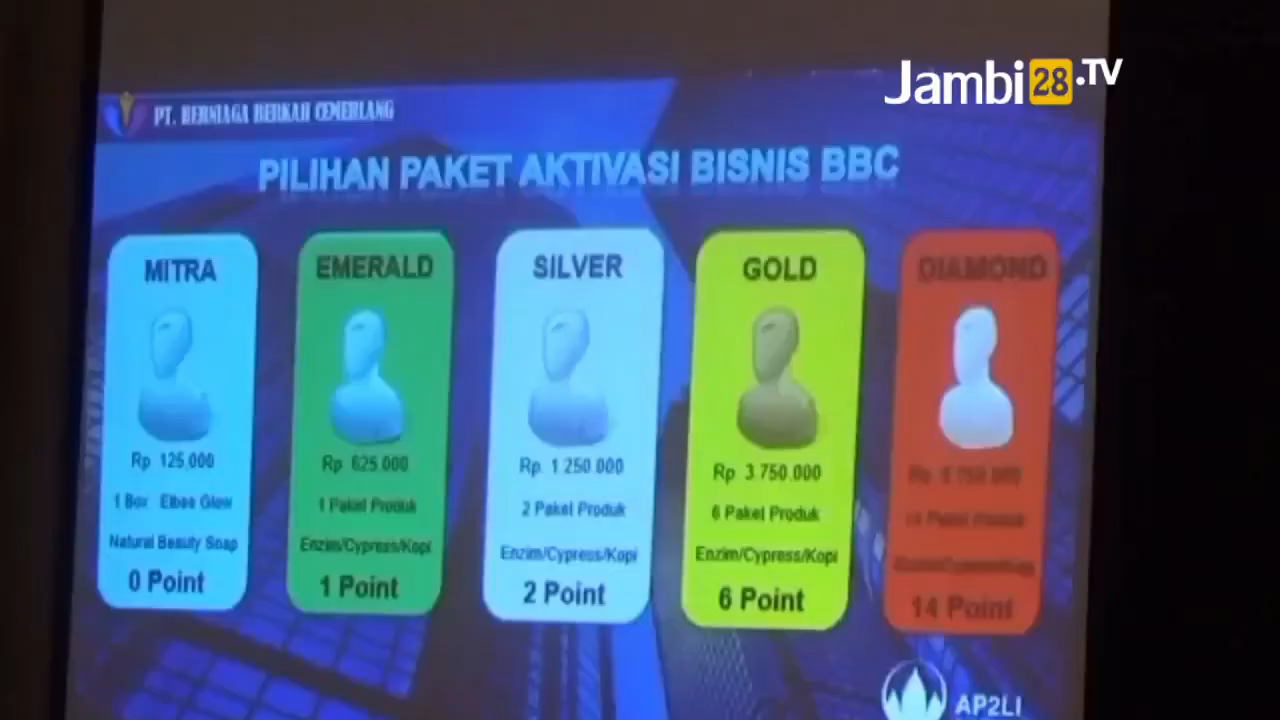 Jambi28.TV
PT. BERNIAGA BERKAH CEMERLANG
PILIHAN PAKET AKTIVASI BISNIS BBC
MITRA
Rp 125.000
1 Box Elbee Glow
Natural Beauty Soap
0 Point
EMERALD
Rp 625.000
1 Paket Produk
Enzim/Cypress/Kopi
1 Point
SILVER
Rp 1.250.000
2 Paket Produk
Enzim/Cypress/Kopi
2 Point
GOLD
Rp 3.750.000
6 Paket Produk
Enzim/Cypress/Kopi
6 Point
DIAMOND
14 Point
AP2LI